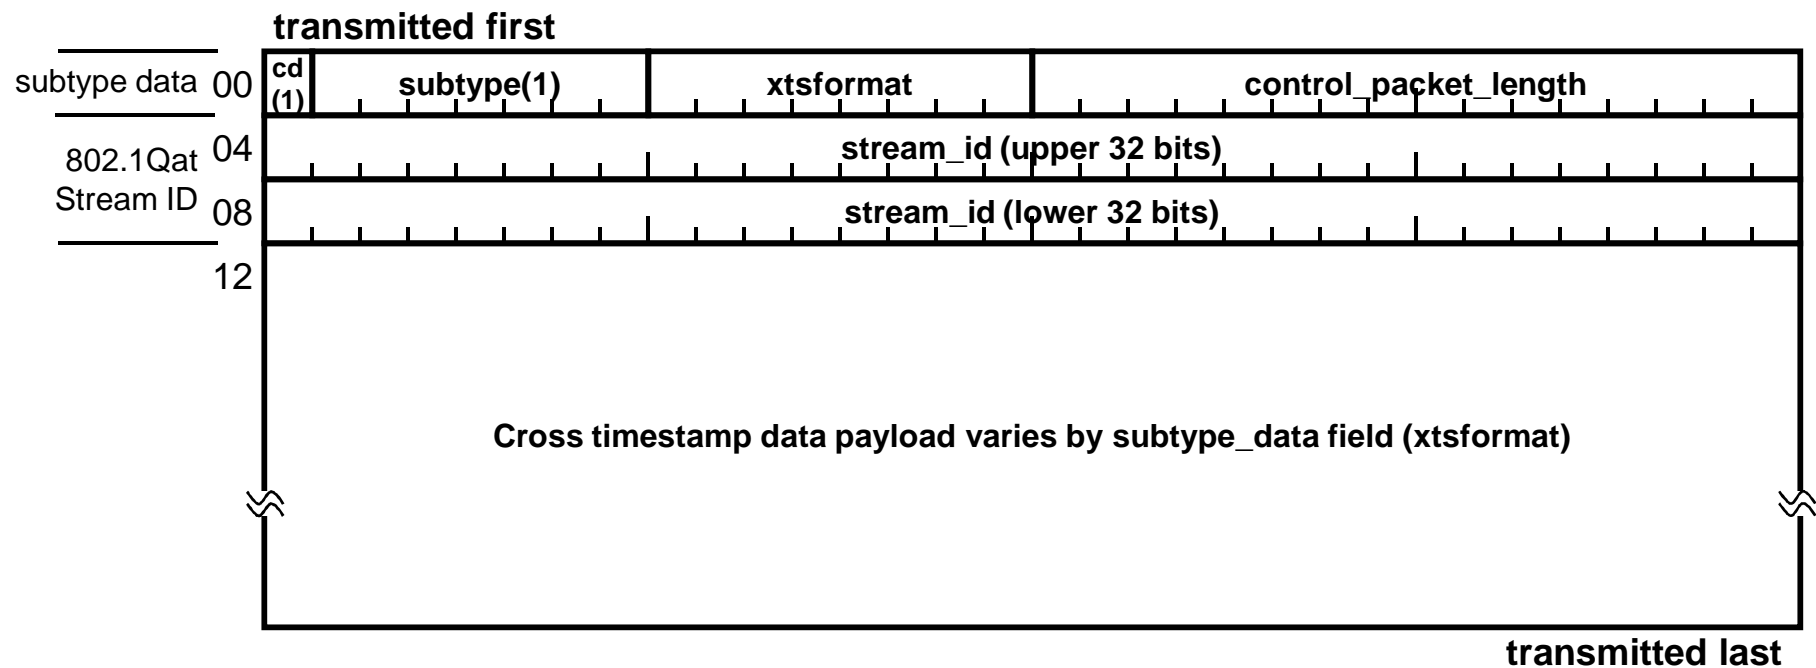 transmitted first
subtype data 00 cd (1) subtype(1) xtsformat control_packet_length
802.1Qat
Stream ID
04 stream_id (upper 32 bits)
08 stream_id (lower 32 bits)
12
Cross timestamp data payload varies by subtype_data field (xtsformat)
transmitted last